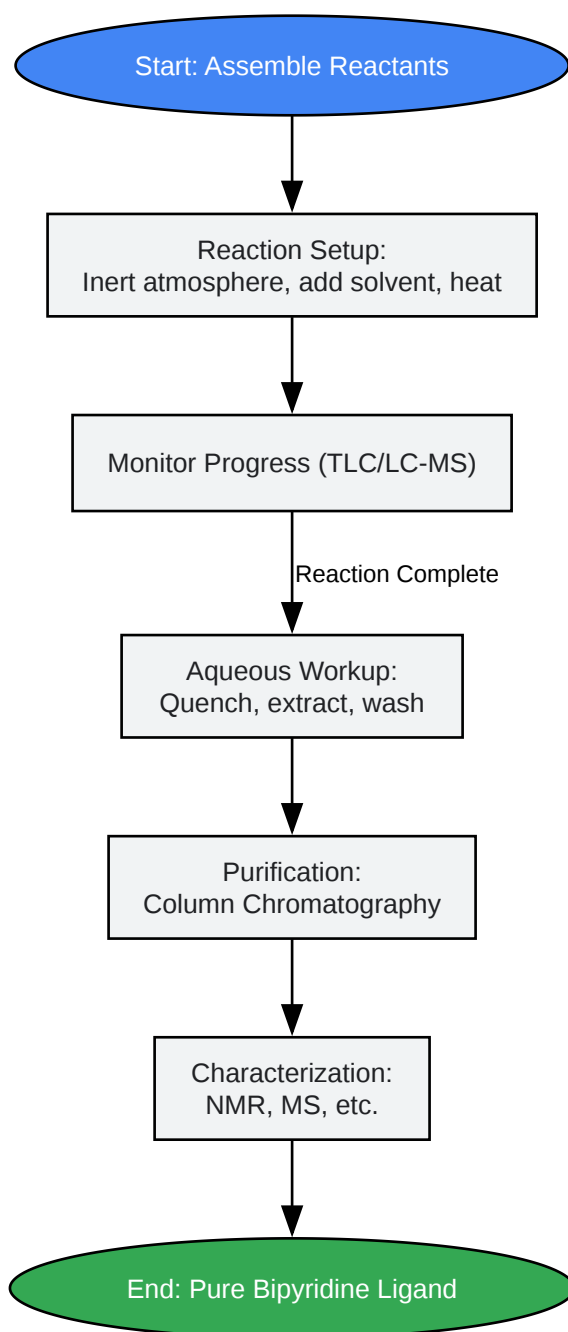 Start: Assemble Reactants
Reaction Setup:
Inert atmosphere, add solvent, heat
Monitor Progress (TLC/LC-MS)
Reaction Complete
Aqueous Workup:
Quench, extract, wash
Purification:
Column Chromatography
Characterization:
NMR, MS, etc.
End: Pure Bipyridine Ligand